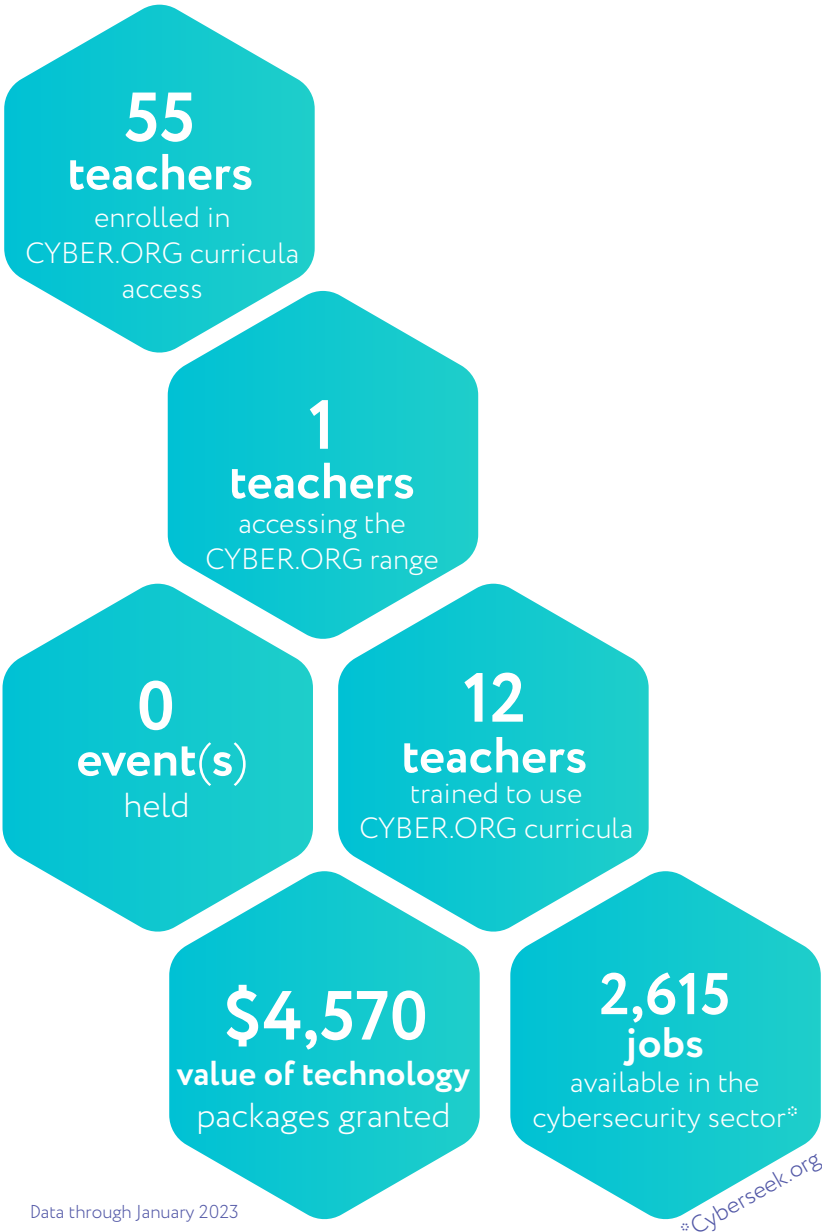 55
teachers
enrolled in
CYBER.ORG curricula
access
1
teachers
accessing the
CYBER.ORG range
0
event(s)
held
12
teachers
trained to use
CYBER.ORG curricula
$4,570
value of technology
packages granted
2,615
jobs
available in the
cybersecurity sector*
Data through January 2023
*Cyberseek.org